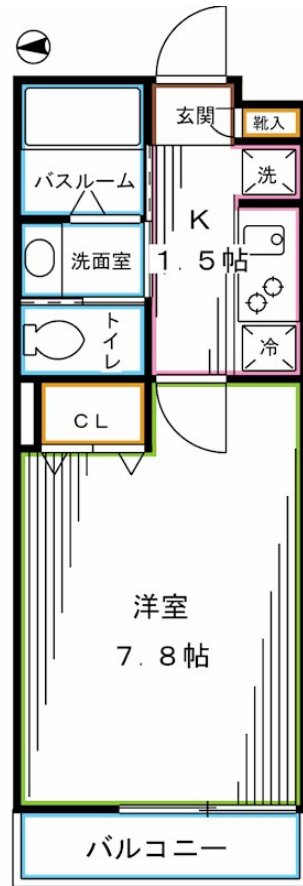 玄関
靴入
バスルーム
洗
K
1.5帖
洗面室
トイレ
冷
CL
洋室
7.8帖
バルコニー